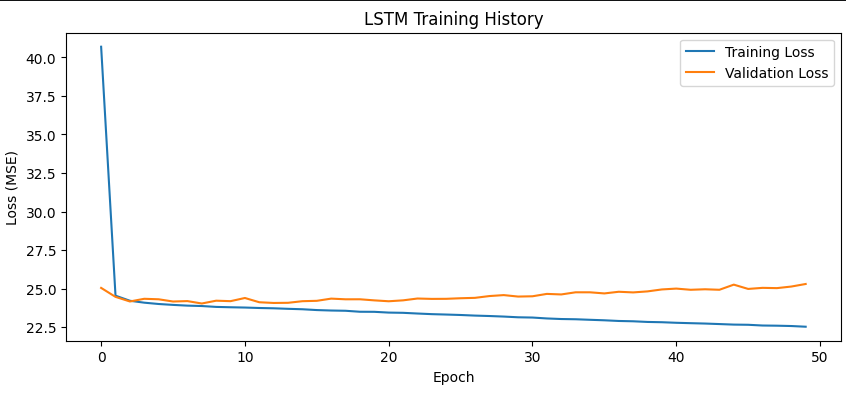 LSTM Training History
Training Loss
Validation Loss
Loss (MSE)
40.0
37.5
35.0
32.5
30.0
27.5
25.0
22.5
0
10
20
30
40
50
Epoch